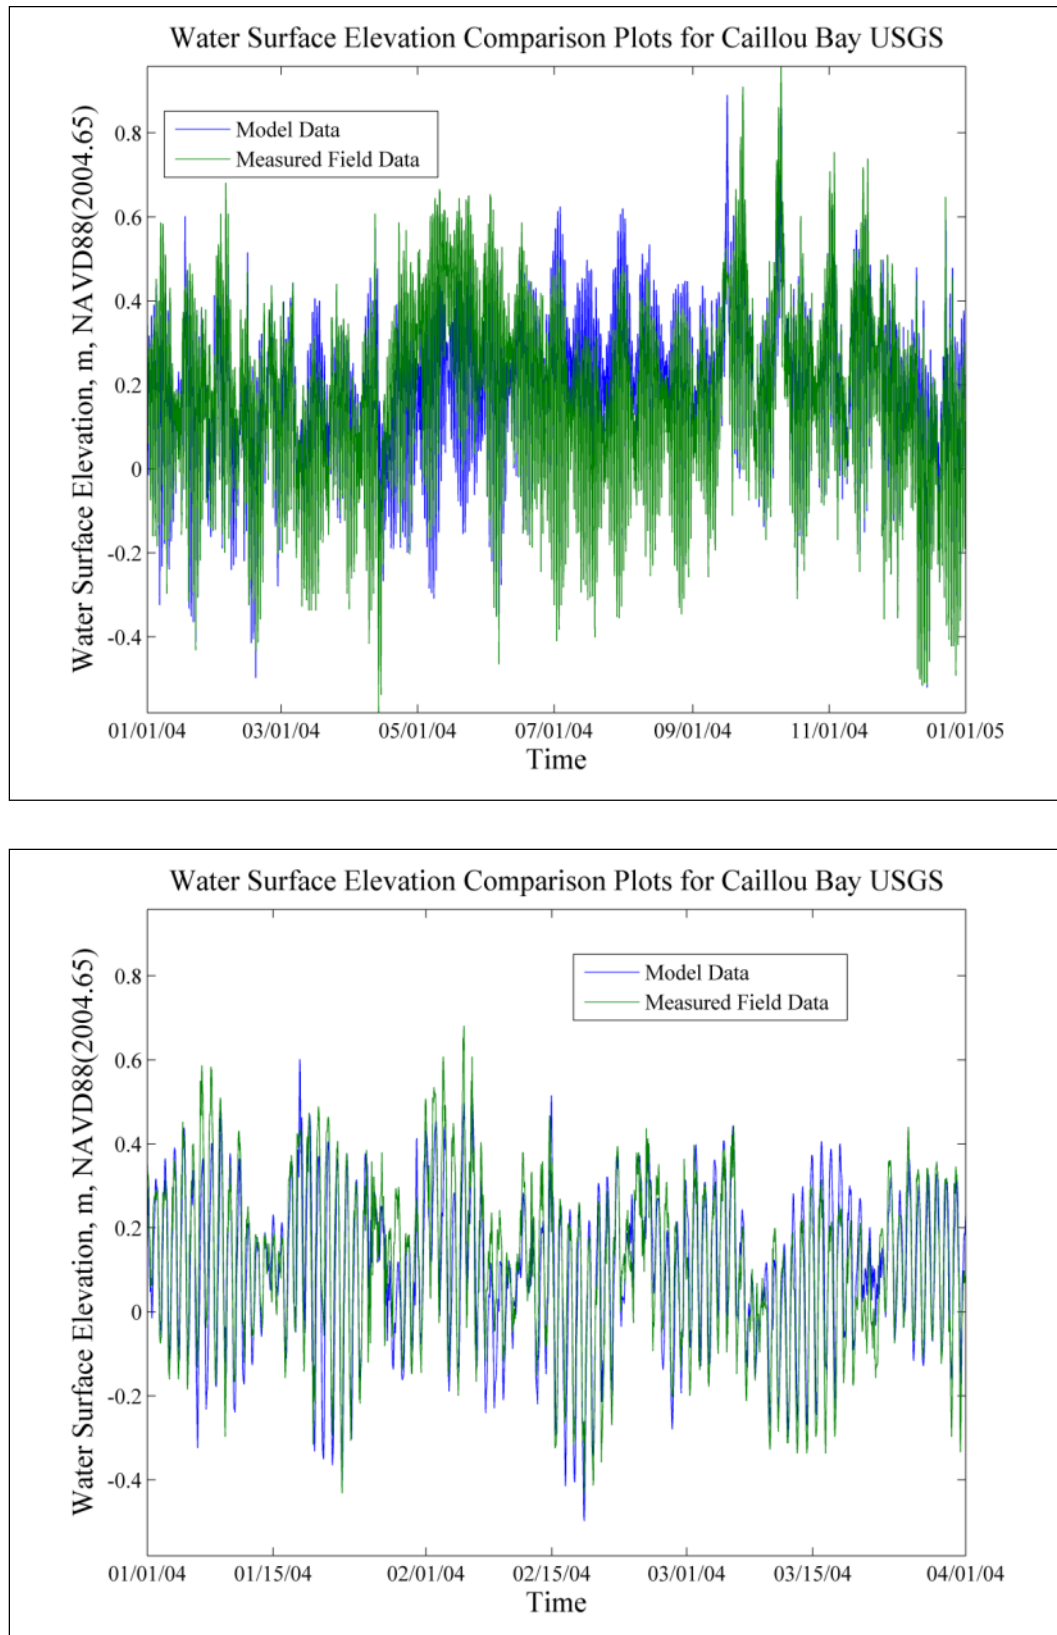 Water Surface Elevation Comparison Plots for Caillou Bay USGS
Water Surface Elevation, m, NAVD88(2004.65)
Model Data
Measured Field Data
0.8
0.6
0.4
0.2
0
-0.2
-0.4
01/01/04 03/01/04 05/01/04 07/01/04 09/01/04 11/01/04 01/01/05
Time
Water Surface Elevation Comparison Plots for Caillou Bay USGS
Water Surface Elevation, m, NAVD88(2004.65)
Model Data
Measured Field Data
0.8
0.6
0.4
0.2
0
-0.2
-0.4
01/01/04 01/15/04 02/01/04 02/15/04 03/01/04 03/15/04 04/01/04
Time